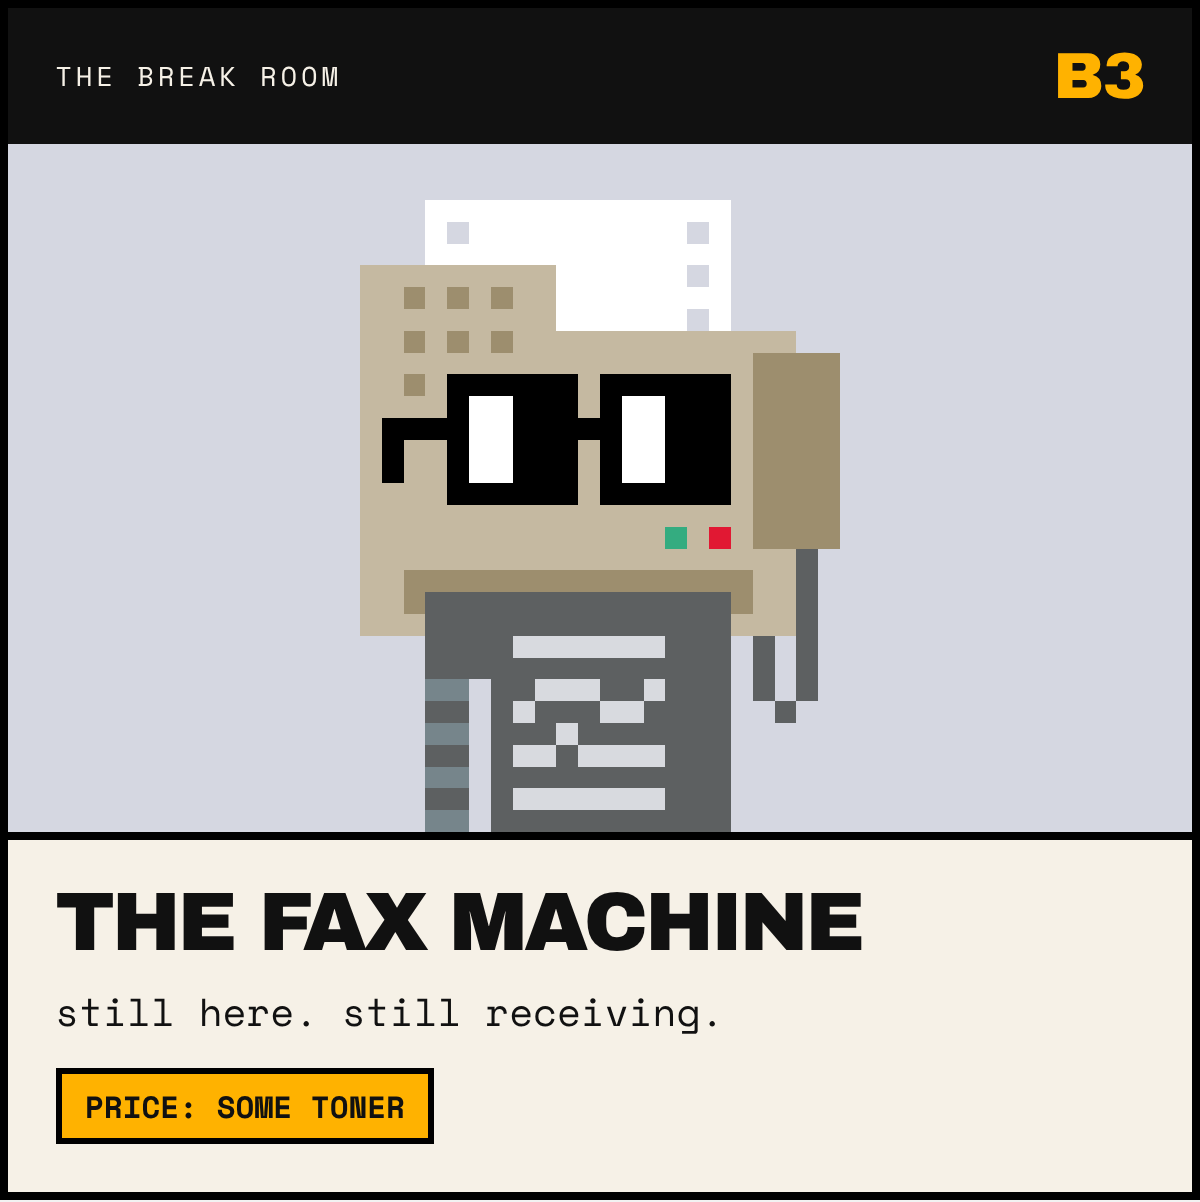 THE BREAK ROOM
B3
THE FAX MACHINE
still here. still receiving.
PRICE: SOME TONER